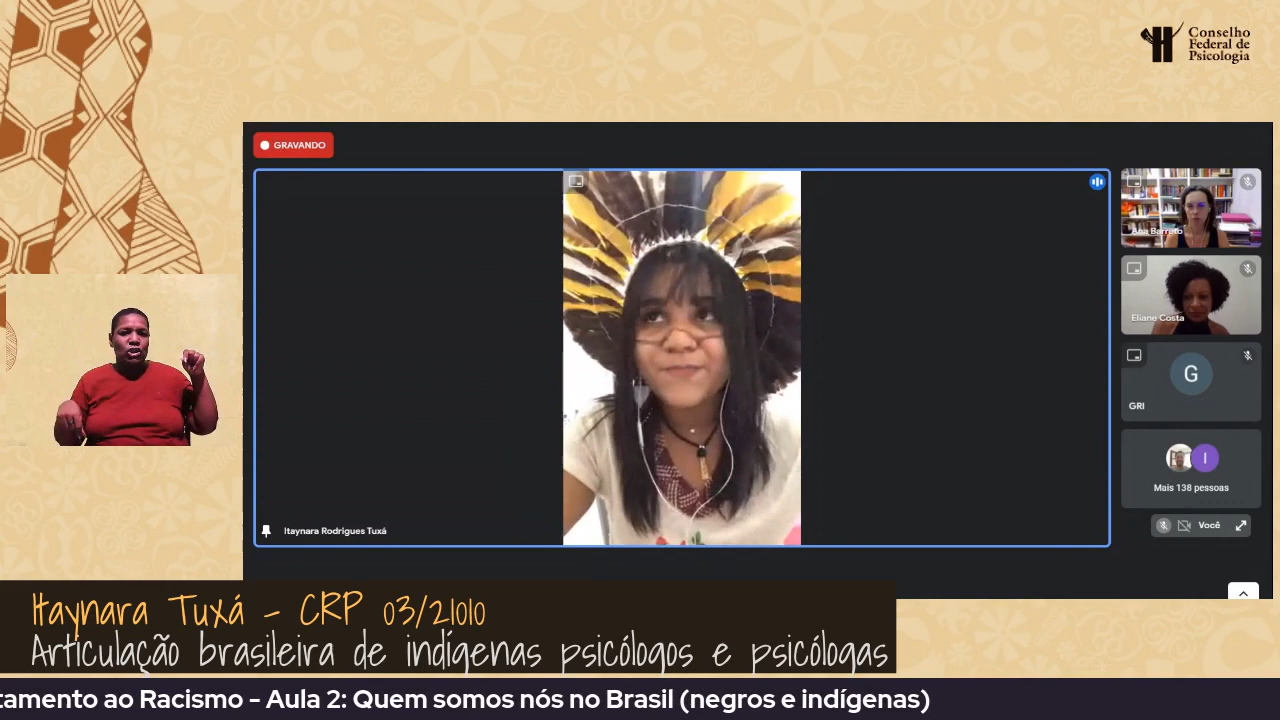 Conselho
Federal de
Psicologia
GRAVANDO
Ana Barreto
Eliane Costa
G
GRI
I
Mais 138 pessoas
Você
Itaynara Rodrigues Tuxá
Itaynara Tuxá - CRP 03/21010
Articulação brasileira de indígenas psicólogos e psicólogas
tamento ao Racismo - Aula 2: Quem somos nós no Brasil (negros e indígenas)